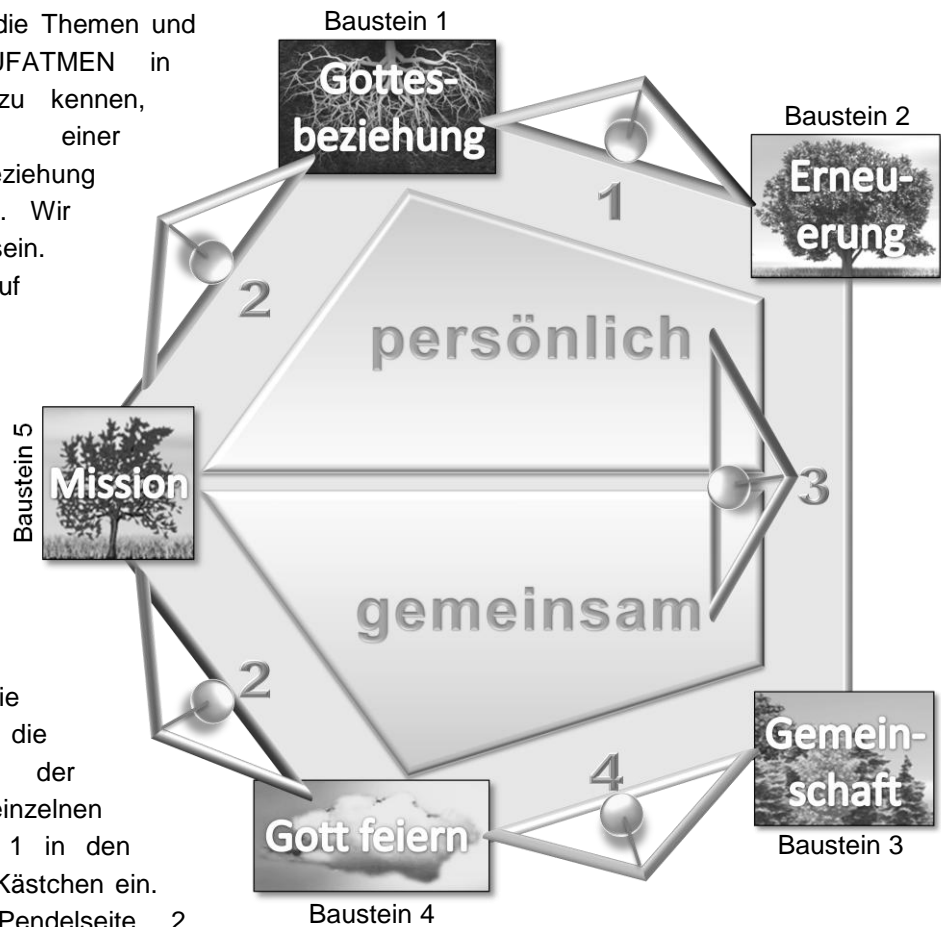 die Themen und
UFATMEN in
zu kennen,
einer
eziehung
. Wir
sein.
uf
Baustein 1
Gottes-
beziehung
Baustein 2
Erneu-
erung
1
2
persönlich
Baustein 5
Mission
3
gemeinsam
2
ie
die
der
einzelnen
1 in den
Kästchen ein.
Pendelseite 2
4
Gemein-
schaft
Baustein 3
Gott feiern
Baustein 4